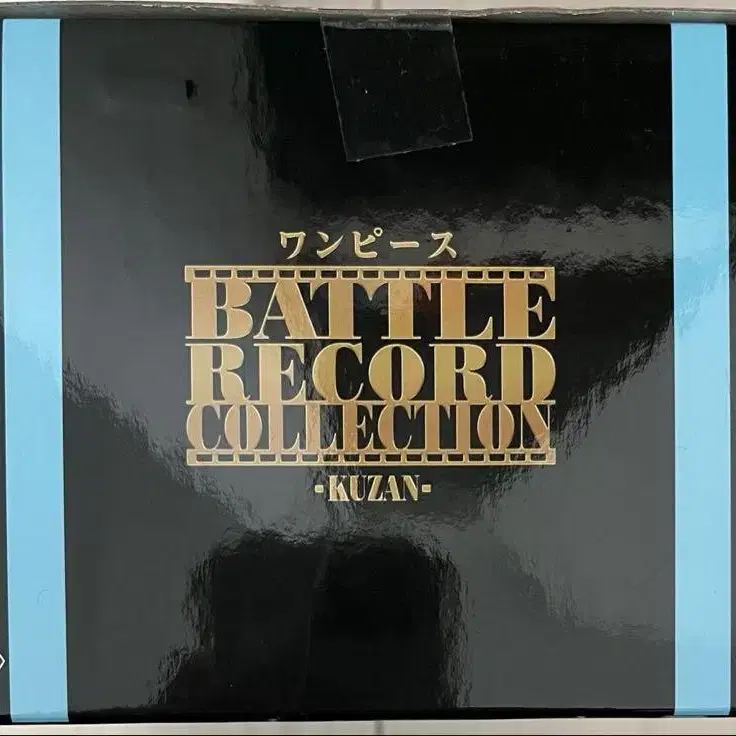 ワンピース
BATTLE
RECORD
COLLECTION
-KUZAN-